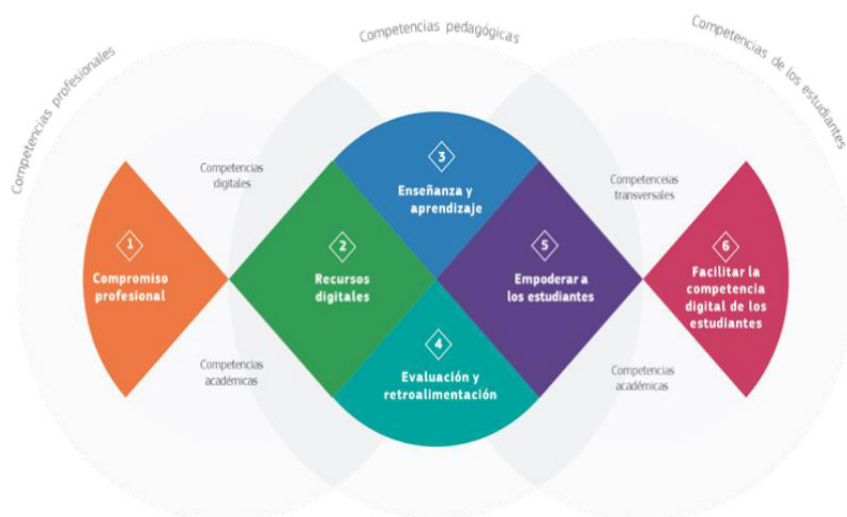 Competencias profesionales
Competencias pedagógicas
Competencias de los estudiantes
Competencias
digitales
Competencias
académicas
1
Compromiso
profesional
2
Recursos
digitales
3
Enseñanza y
aprendizaje
4
Evaluación y
retroalimentación
5
Empoderar a
los estudiantes
Competenceias
transversales
Competencias
académicas
6
Facilitar la
competencia
digital de los
estudiantes